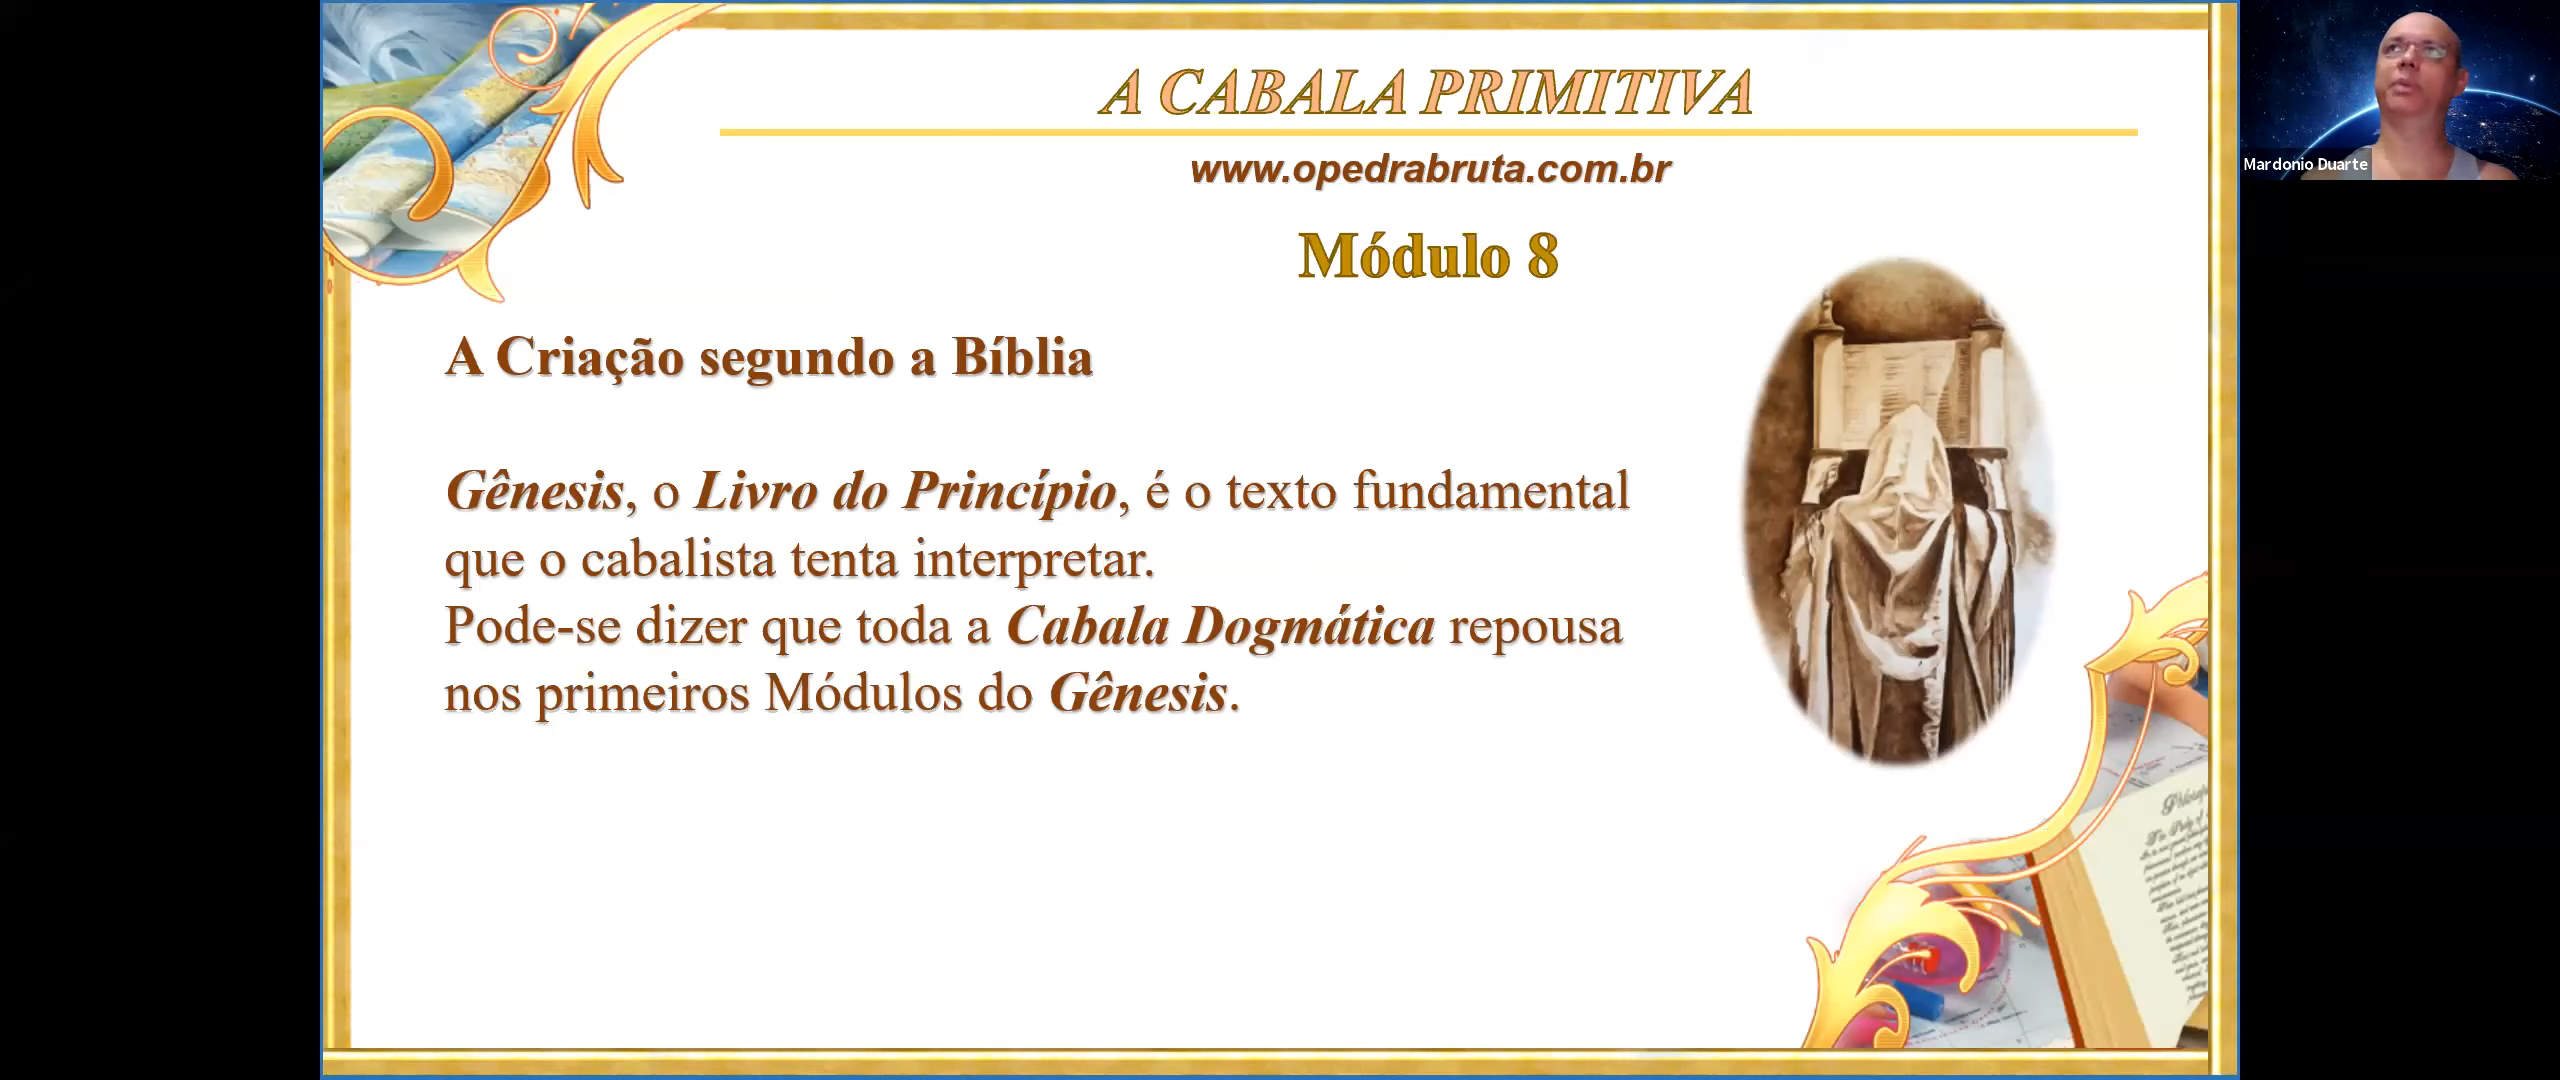 A CABALA PRIMITIVA
www.opedrabruta.com.br
Módulo 8
A Criação segundo a Bíblia
Gênesis, o Livro do Princípio, é o texto fundamental
que o cabalista tenta interpretar.
Pode-se dizer que toda a Cabala Dogmática repousa
nos primeiros Módulos do Gênesis.
Mardonio Duarte